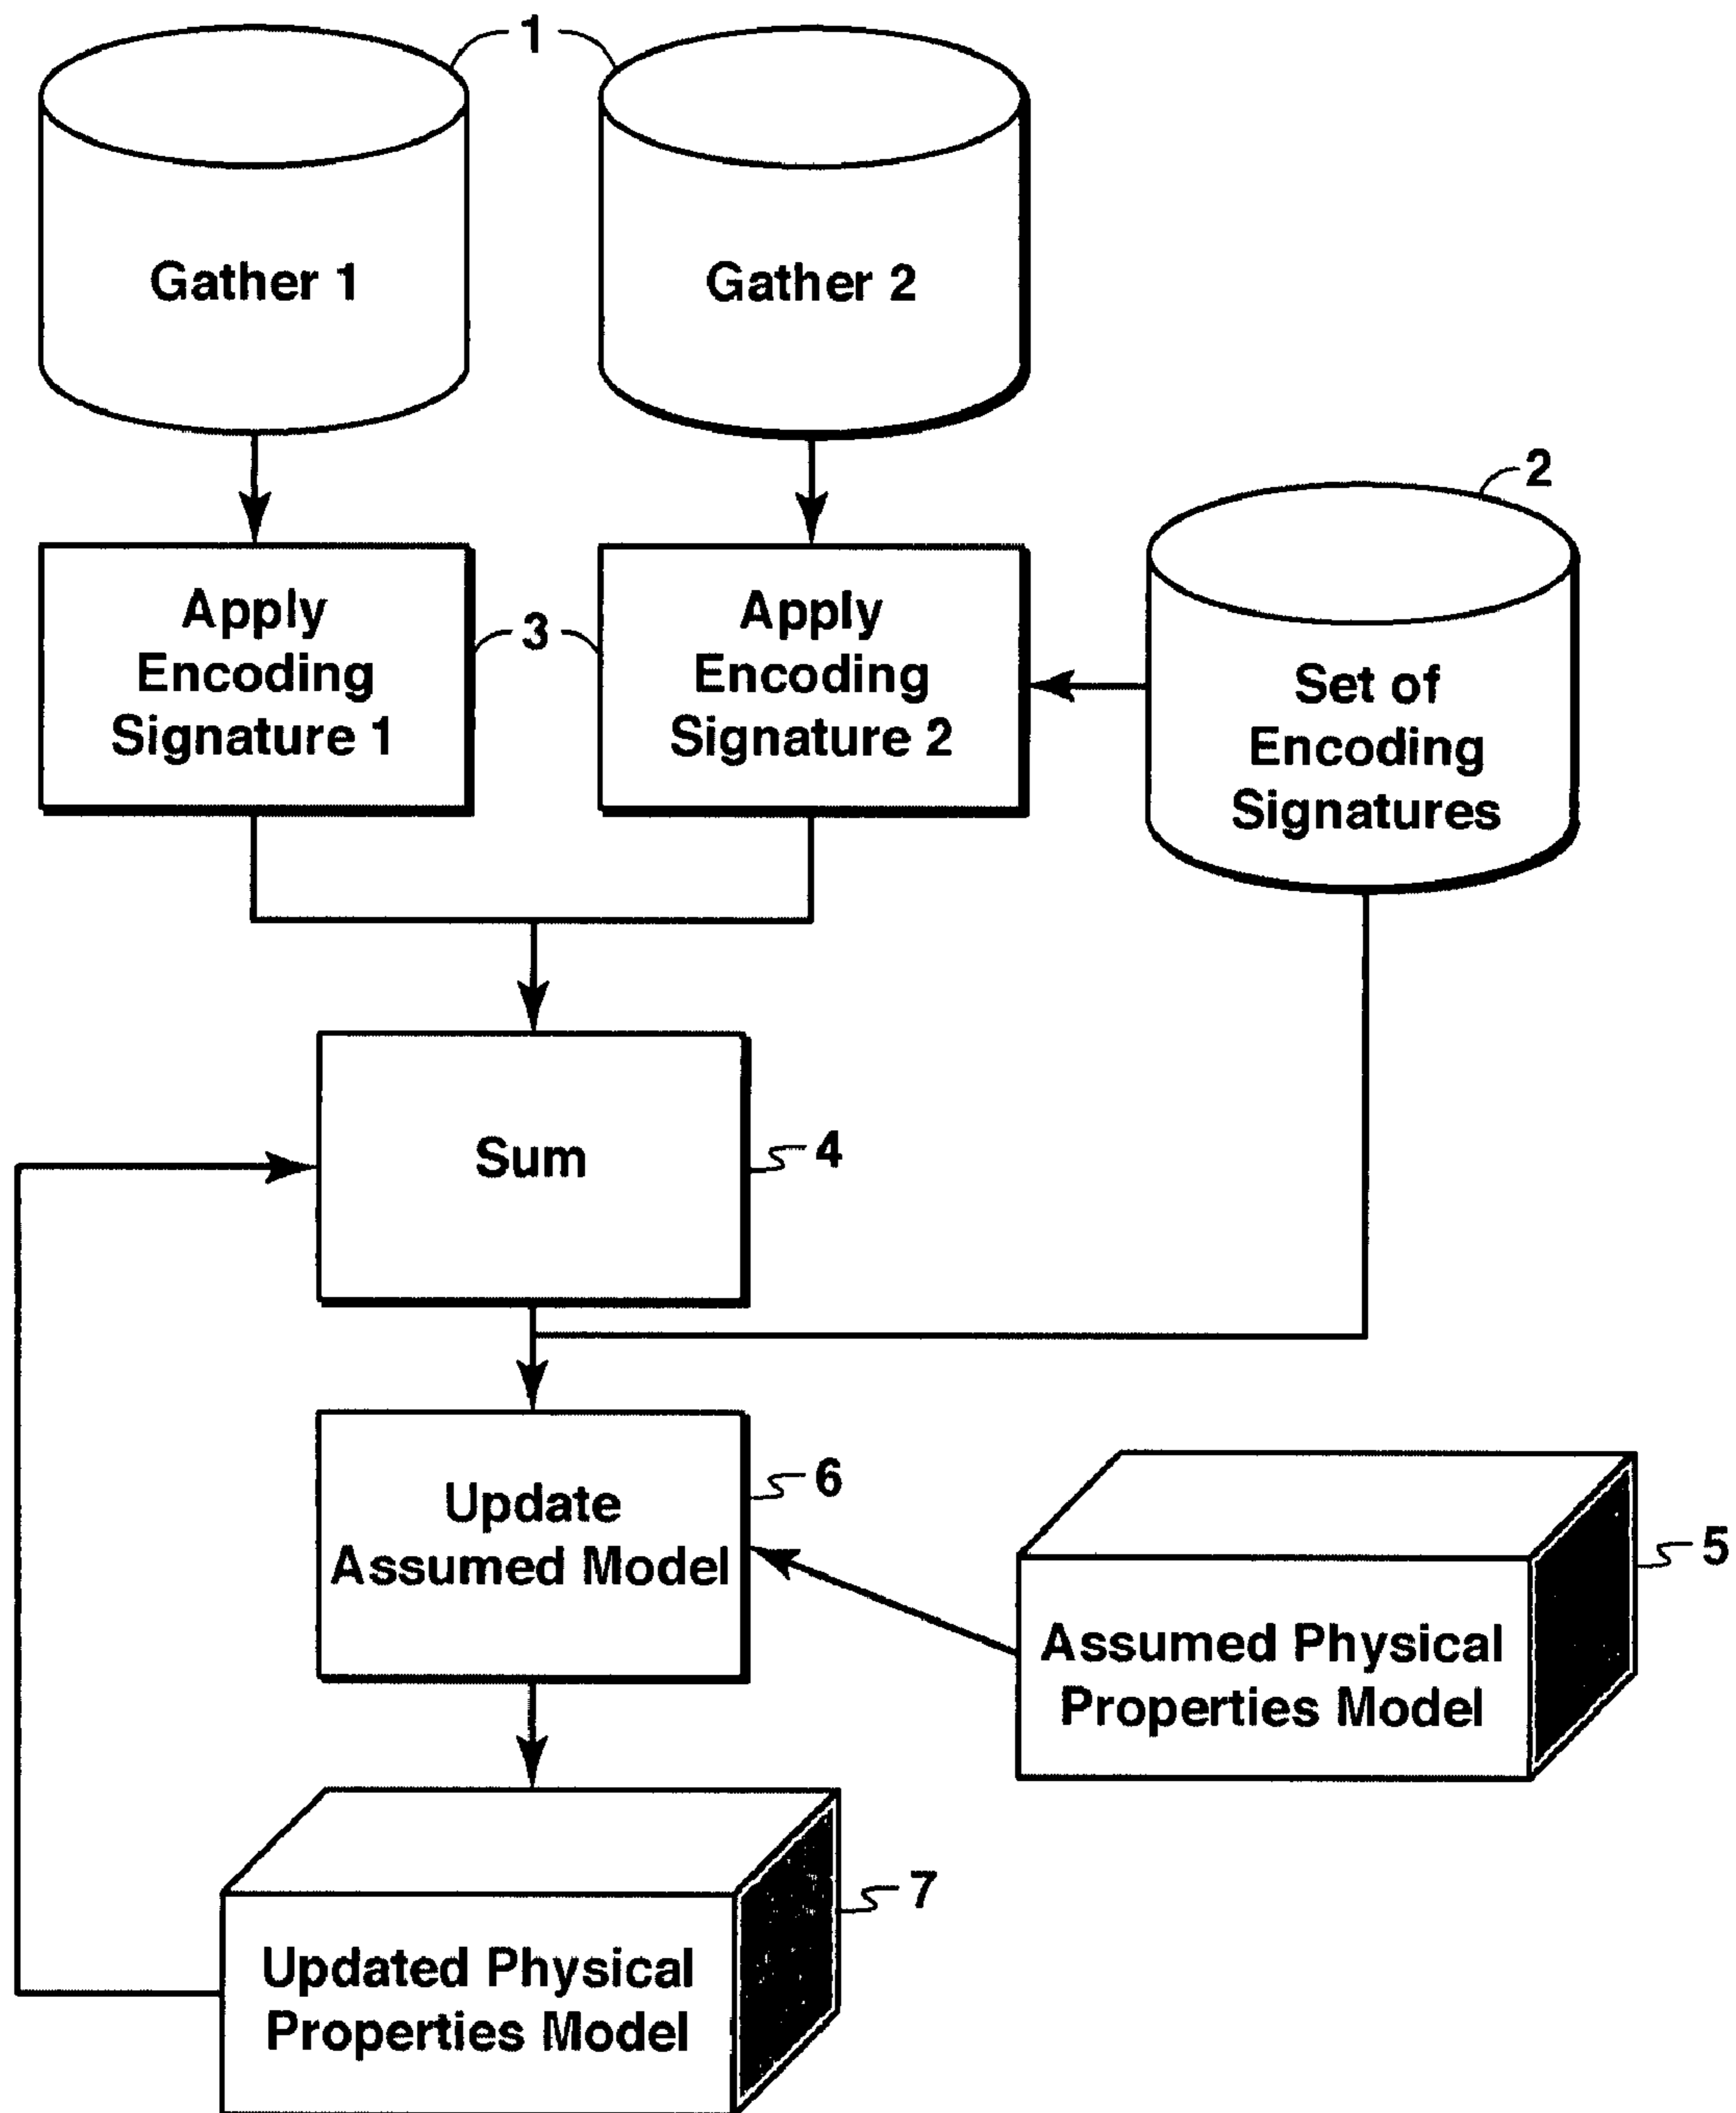 1
Gather 1
Gather 2
2
Apply
Encoding
Signature 1
3
Apply
Encoding
Signature 2
Set of
Encoding
Signatures
Sum
4
Update
Assumed Model
6
5
Assumed Physical
Properties Model
7
Updated Physical
Properties Model